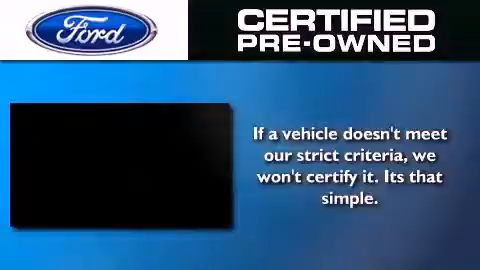 Ford
CERTIFIED
PRE-OWNED
If a vehicle doesn't meet
our strict criteria, we
won't certify it. Its that
simple.